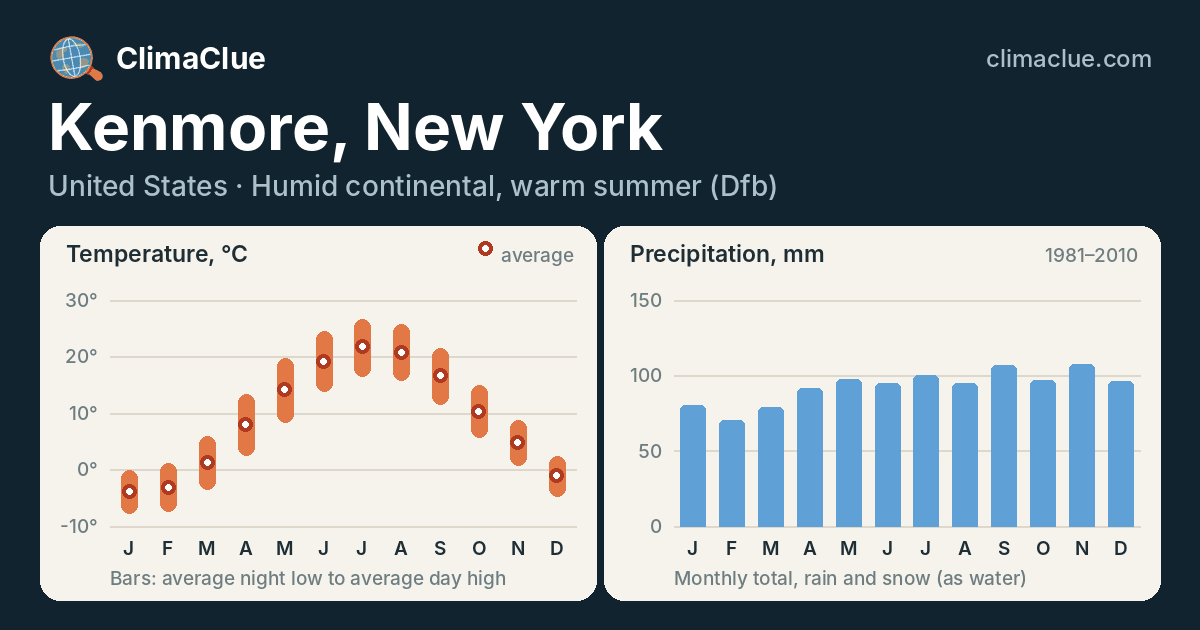 ClimaClue
climaclue.com
Kenmore, New York
United States · Humid continental, warm summer (Dfb)
Temperature, °C
average
30°
20°
10°
0°
-10°
J F M A M J J A S O N D
Bars: average night low to average day high
Precipitation, mm
1981–2010
150
100
50
0
J F M A M J J A S O N D
Monthly total, rain and snow (as water)